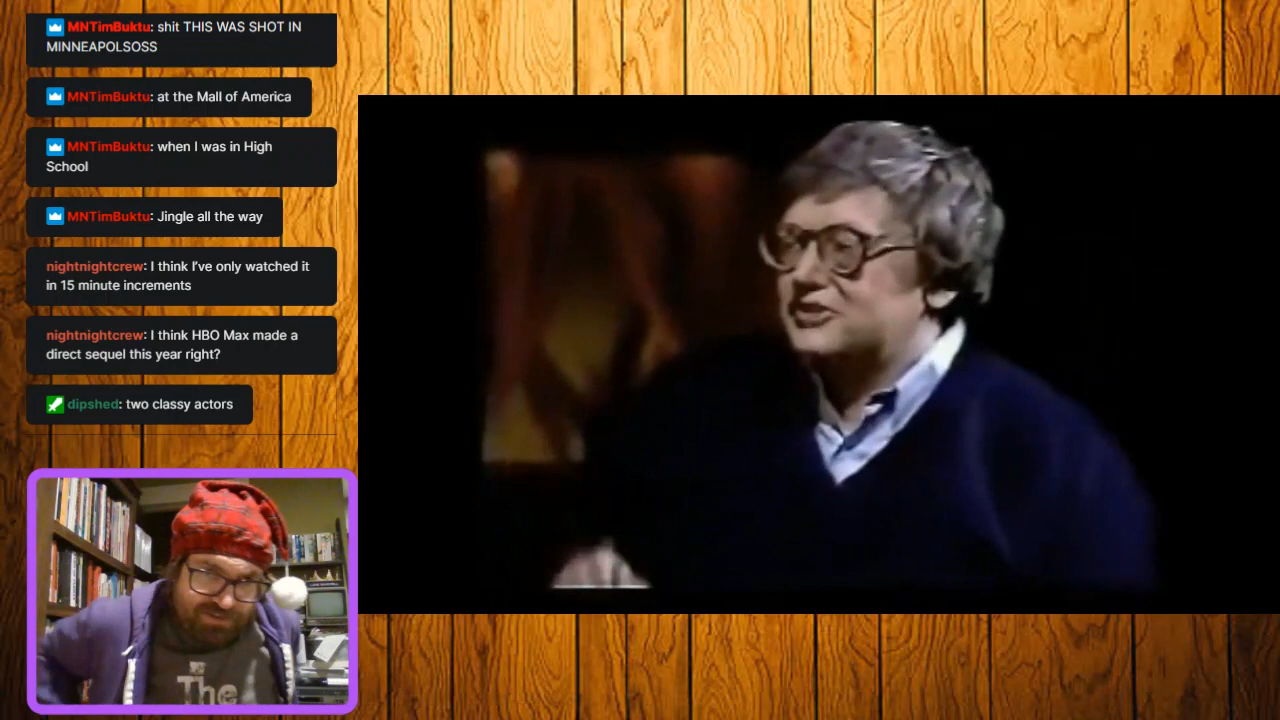 MNTimBuktu: shit THIS WAS SHOT IN
MINNEAPOLSOSS
MNTimBuktu: at the Mall of America
MNTimBuktu: when I was in High
School
MNTimBuktu: Jingle all the way
nightnightcrew: I think I've only watched it
in 15 minute increments
nightnightcrew: I think HBO Max made a
direct sequel this year right?
dipshed: two classy actors
The